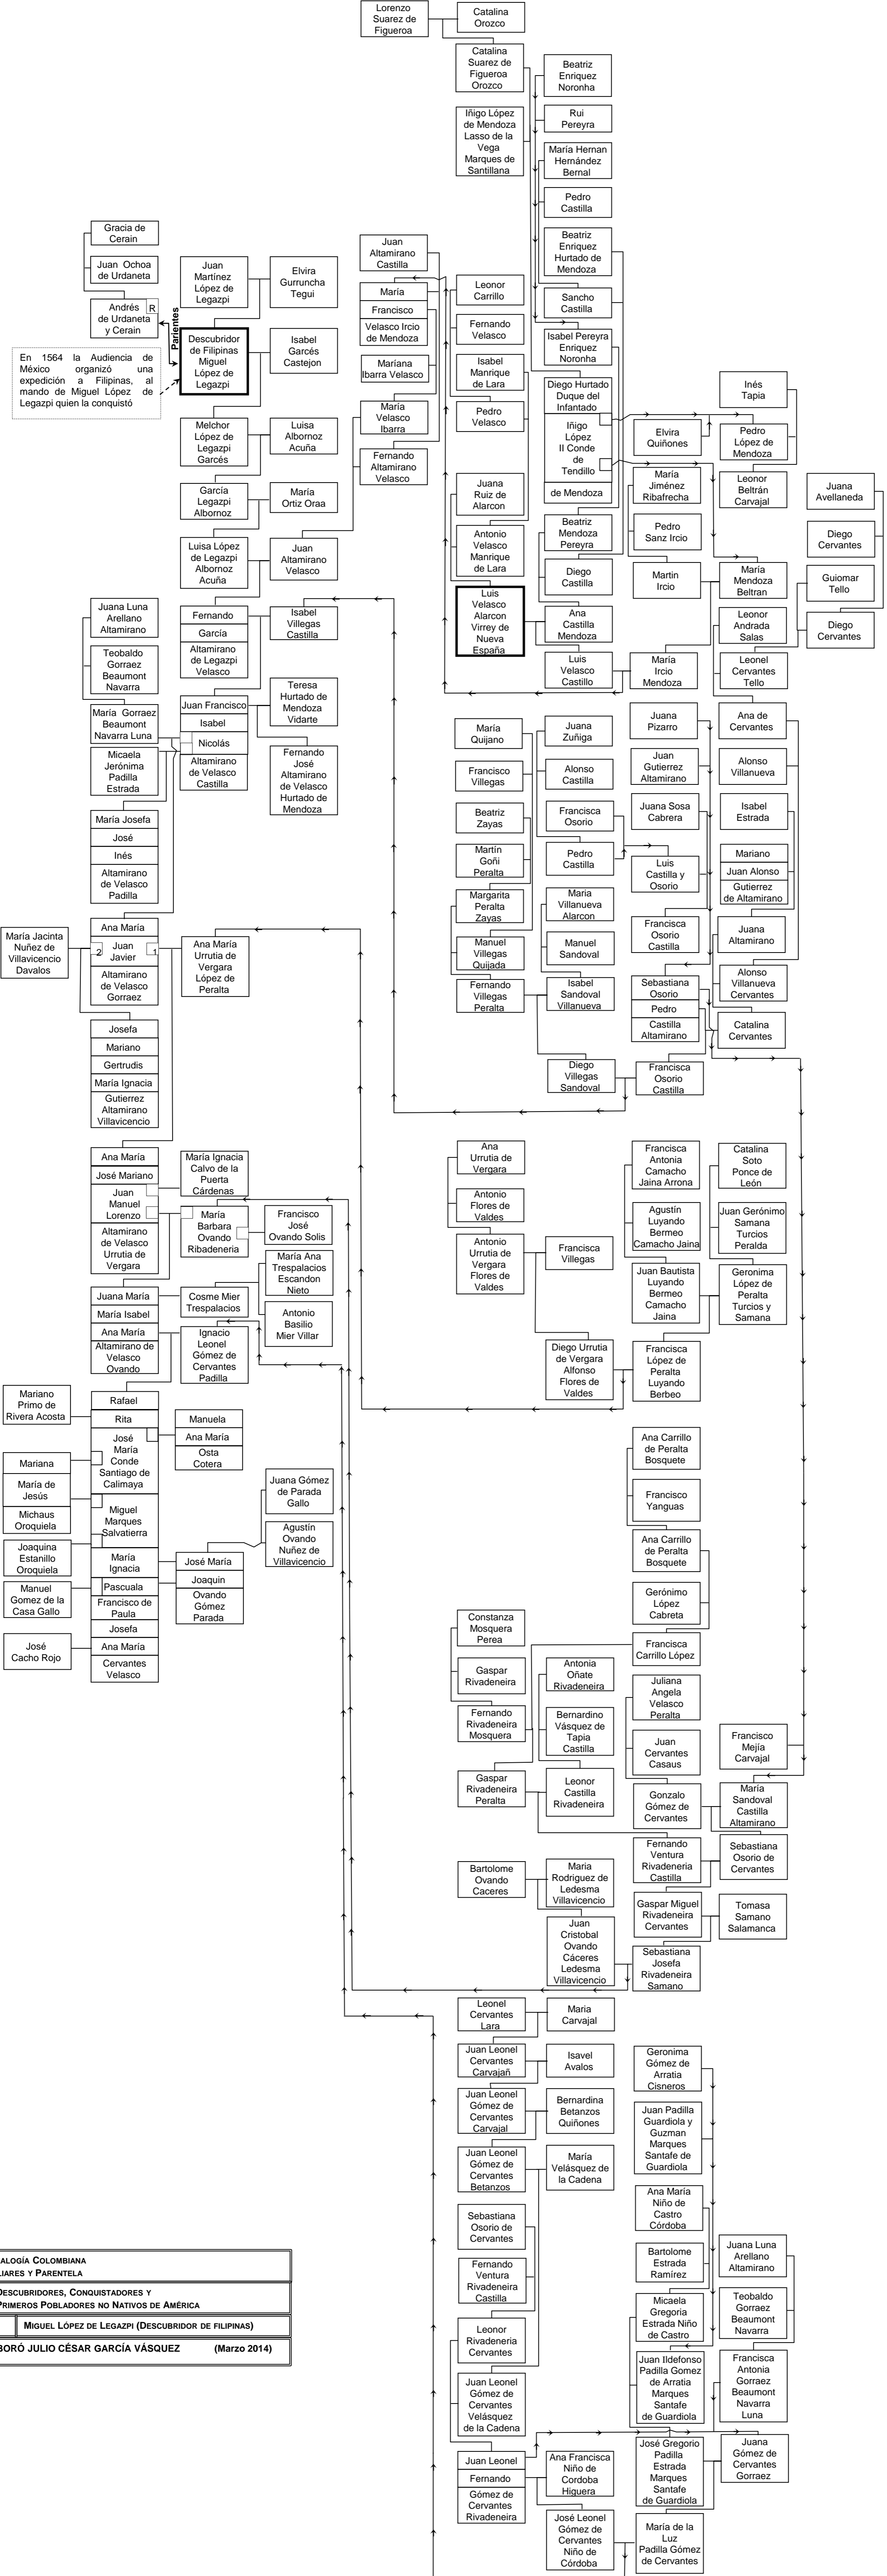 Lorenzo
Suarez de
Figueroa
Catalina
Orozco
Catalina
Suarez de
Figueroa
Orozco
Beatriz
Enriquez
Noronha
Iñigo López
de Mendoza
Lasso de la
Vega
Marques de
Santillana
Rui
Pereyra
María Hernan
Hernández
Bernal
Pedro
Castilla
Beatriz
Enriquez
Hurtado de
Mendoza
Sancho
Castilla
Isabel Pereyra
Enriquez
Noronha
Gracia de
Cerain
Juan Ochoa
de Urdaneta
Andrés
de Urdaneta
y Cerain
R
Parientes
En 1564 la Audiencia de
México organizó una
expedición a Filipinas, al
mando de Miguel López de
Legazpi quien la conquistó
Juan
Martínez
López de
Legazpi
Elvira
Gurruncha
Tegui
Descubridor
de Filipinas
Miguel
López de
Legazpi
Isabel
Garcés
Castejon
Melchor
López de
Legazpi
Garcés
Luisa
Albornoz
Acuña
García
Legazpi
Albornoz
María
Ortiz Oraa
Luisa López
de Legazpi
Albornoz
Acuña
Juan
Altamirano
Velasco
Juan
Altamirano
Castilla
María
Francisco
Velasco Ircio
de Mendoza
Mariana
Ibarra Velasco
María
Velasco
Ibarra
Fernando
Altamirano
Velasco
Leonor
Carrillo
Fernando
Velasco
Isabel
Manrique
de Lara
Pedro
Velasco
Juana
Ruiz de
Alarcon
Antonio
Velasco
Manrique
de Lara
Luis
Velasco
Alarcon
Virrey de
Nueva
España
Diego Hurtado
Duque del
Infantado
Iñigo
López
II Conde
de
Tendillo
de Mendoza
Beatriz
Mendoza
Pereyra
Diego
Castilla
Ana
Castilla
Mendoza
Luis
Velasco
Castillo
Elvira
Quiñones
María
Jiménez
Ribafrecha
Pedro
Sanz Ircio
Martin
Ircio
María
Ircio
Mendoza
Inés
Tapia
Pedro
López de
Mendoza
Leonor
Beltrán
Carvajal
María
Mendoza
Beltran
Leonor
Andrada
Salas
Leonel
Cervantes
Tello
Juana
Avellaneda
Diego
Cervantes
Guiomar
Tello
Diego
Cervantes
Juana Luna
Arellano
Altamirano
Teobaldo
Gorraez
Beaumont
Navarra
María Gorraez
Beaumont
Navarra Luna
Micaela
Jerónima
Padilla
Estrada
Fernando
García
Altamirano
de Legazpi
Velasco
Isabel
Villegas
Castilla
Juan Francisco
Isabel
Nicolás
Altamirano
de Velasco
Castilla
Teresa
Hurtado de
Mendoza
Vidarte
Fernando
José
Altamirano
de Velasco
Hurtado de
Mendoza
María Josefa
José
Inés
Altamirano
de Velasco
Padilla
María Jacinta
Nuñez de
Villavicencio
Davalos
Ana María
2
Juan
Javier
1
Altamirano
de Velasco
Gorraez
Ana María
Urrutia de
Vergara
López de
Peralta
Josefa
Mariano
Gertrudis
María Ignacia
Gutierrez
Altamirano
Villavicencio
María
Quijano
Francisco
Villegas
Beatriz
Zayas
Martín
Goñi
Peralta
Margarita
Peralta
Zayas
Manuel
Villegas
Quijada
Fernando
Villegas
Peralta
Juana
Zuñiga
Alonso
Castilla
Francisca
Osorio
Pedro
Castilla
Maria
Villanueva
Alarcon
Manuel
Sandoval
Isabel
Sandoval
Villanueva
Diego
Villegas
Sandoval
Juana
Pizarro
Juan
Gutierrez
Altamirano
Juana Sosa
Cabrera
Luis
Castilla y
Osorio
Francisca
Osorio
Castilla
Sebastiana
Osorio
Pedro
Castilla
Altamirano
Francisca
Osorio
Castilla
Ana de
Cervantes
Alonso
Villanueva
Isabel
Estrada
Mariano
Juan Alonso
Gutierrez
de Altamirano
Juana
Altamirano
Alonso
Villanueva
Cervantes
Catalina
Cervantes
Ana María
José Mariano
Juan
Manuel
Lorenzo
Altamirano
de Velasco
Urrutia de
Vergara
María Ignacia
Calvo de la
Puerta
Cárdenas
María
Barbara
Ovando
Ribadeneria
Francisco
José
Ovando Solis
María Ana
Trespalacios
Escandon
Nieto
Antonio
Basilio
Mier Villar
Juana María
María Isabel
Ana María
Altamirano de
Velasco
Ovando
Cosme Mier
Trespalacios
Ignacio
Leonel
Gómez de
Cervantes
Padilla
Ana
Urrutia de
Vergara
Antonio
Flores de
Valdes
Antonio
Urrutia de
Vergara
Flores de
Valdes
Francisca
Villegas
Diego Urrutia
de Vergara
Alfonso
Flores de
Valdes
Francisca
Antonia
Camacho
Jaina Arrona
Agustín
Luyando
Bermeo
Camacho Jaina
Juan Bautista
Luyando
Bermeo
Camacho
Jaina
Francisca
López de
Peralta
Luyando
Berbeo
Catalina
Soto
Ponce de
León
Juan Gerónimo
Samana
Turcios
Peralda
Geronima
López de
Peralta
Turcios y
Samana
Mariano
Primo de
Rivera Acosta
Mariana
María de
Jesús
Michaus
Oroquiela
Joaquina
Estanillo
Oroquiela
Manuel
Gomez de la
Casa Gallo
José
Cacho Rojo
Rafael
Rita
José
María
Conde
Santiago de
Calimaya
Miguel
Marques
Salvatierra
María
Ignacia
Pascuala
Francisco de
Paula
Josefa
Ana María
Cervantes
Velasco
Manuela
Ana María
Osta
Cotera
José María
Joaquin
Ovando
Gómez
Parada
Juana Gómez
de Parada
Gallo
Agustín
Ovando
Nuñez de
Villavicencio
Ana Carrillo
de Peralta
Bosquete
Francisco
Yanguas
Ana Carrillo
de Peralta
Bosquete
Gerónimo
López
Cabreta
Francisca
Carrillo López
Constanza
Mosquera
Perea
Gaspar
Rivadeneira
Fernando
Rivadeneira
Mosquera
Gaspar
Rivadeneira
Peralta
Antonia
Oñate
Rivadeneira
Bernardino
Vásquez de
Tapia
Castilla
Leonor
Castilla
Rivadeneira
Juliana
Angela
Velasco
Peralta
Juan
Cervantes
Casaus
Gonzalo
Gómez de
Cervantes
Francisco
Mejía
Carvajal
María
Sandoval
Castilla
Altamirano
Fernando
Ventura
Rivadeneria
Castilla
Sebastiana
Osorio de
Cervantes
Bartolome
Ovando
Caceres
Maria
Rodriguez de
Ledesma
Villavicencio
Juan
Cristobal
Ovando
Cáceres
Ledesma
Villavicencio
Gaspar Miguel
Rivadeneira
Cervantes
Tomasa
Samano
Salamanca
Sebastiana
Josefa
Rivadeneira
Samano
Leonel
Cervantes
Lara
Maria
Carvajal
Juan Leonel
Cervantes
Carvajañ
Isavel
Avalos
Juan Leonel
Gómez de
Cervantes
Carvajal
Bernardina
Betanzos
Quiñones
Juan Leonel
Gómez de
Cervantes
Betanzos
María
Velásquez de
la Cadena
Sebastiana
Osorio de
Cervantes
Fernando
Ventura
Rivadeneira
Castilla
Leonor
Rivadeneria
Cervantes
Juan Leonel
Gómez de
Cervantes
Velásquez
de la Cadena
Juan Leonel
Fernando
Gómez de
Cervantes
Rivadeneira
Ana Francisca
Niño de
Cordoba
Higuera
José Leonel
Gómez de
Cervantes
Niño de
Córdoba
Geronima
Gómez de
Arratia
Cisneros
Juan Padilla
Guardiola y
Guzman
Marques
Santafe de
Guardiola
Ana María
Niño de
Castro
Córdoba
Bartolome
Estrada
Ramírez
Micaela
Gregoria
Estrada Niño
de Castro
Juan Ildefonso
Padilla Gomez
de Arratia
Marques
Santafe
de Guardiola
José Gregorio
Padilla
Estrada
Marques
Santafe
de Guardiola
Juana Luna
Arellano
Altamirano
Teobaldo
Gorraez
Beaumont
Navarra
Francisca
Antonia
Gorraez
Beaumont
Navarra
Luna
Juana
Gómez de
Cervantes
Gorraez
María de la
Luz
Padilla Gómez
de Cervantes
ALOGÍA COLOMBIANA
LIARES Y PARENTELA
DESCUBRIDORES, CONQUISTADORES Y
PRIMEROS POBLADORES NO NATIVOS DE AMÉRICA
MIGUEL LÓPEZ DE LEGAZPI (DESCUBRIDOR DE FILIPINAS)
BORÓ JULIO CÉSAR GARCÍA VÁSQUEZ (Marzo 2014)